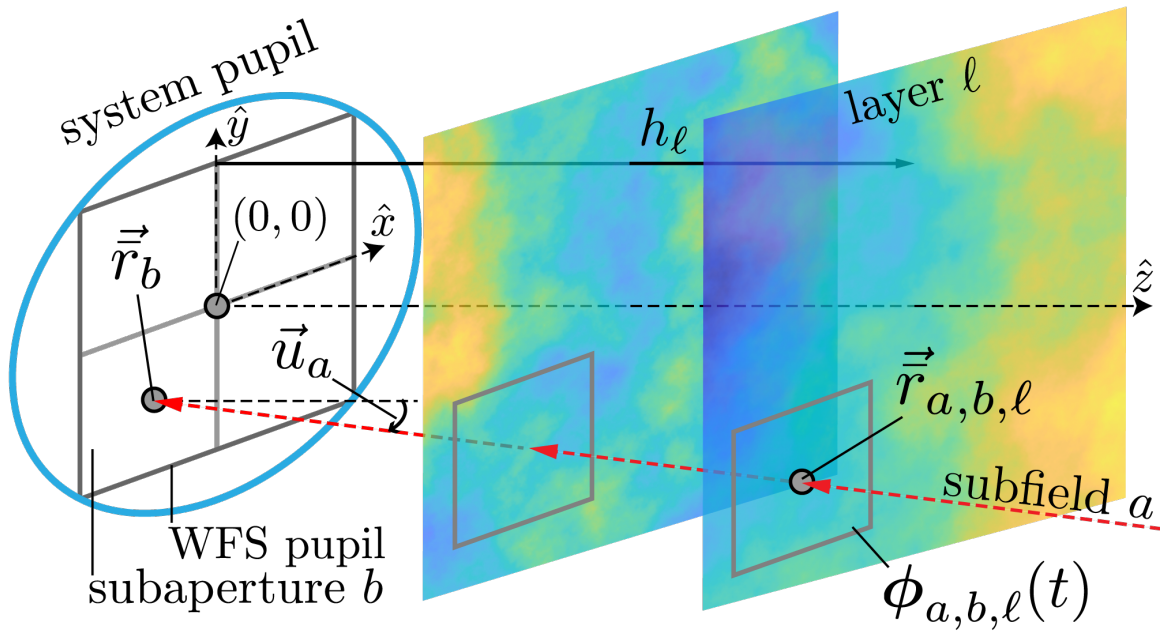 system pupil
ŷ
h_ℓ
layer ℓ
(0, 0)
x̂
r̄⃗_b
ẑ
u⃗_a
r̄⃗_{a,b,ℓ}
subfield a
WFS pupil
subaperture b
ϕ_{a,b,ℓ}(t)